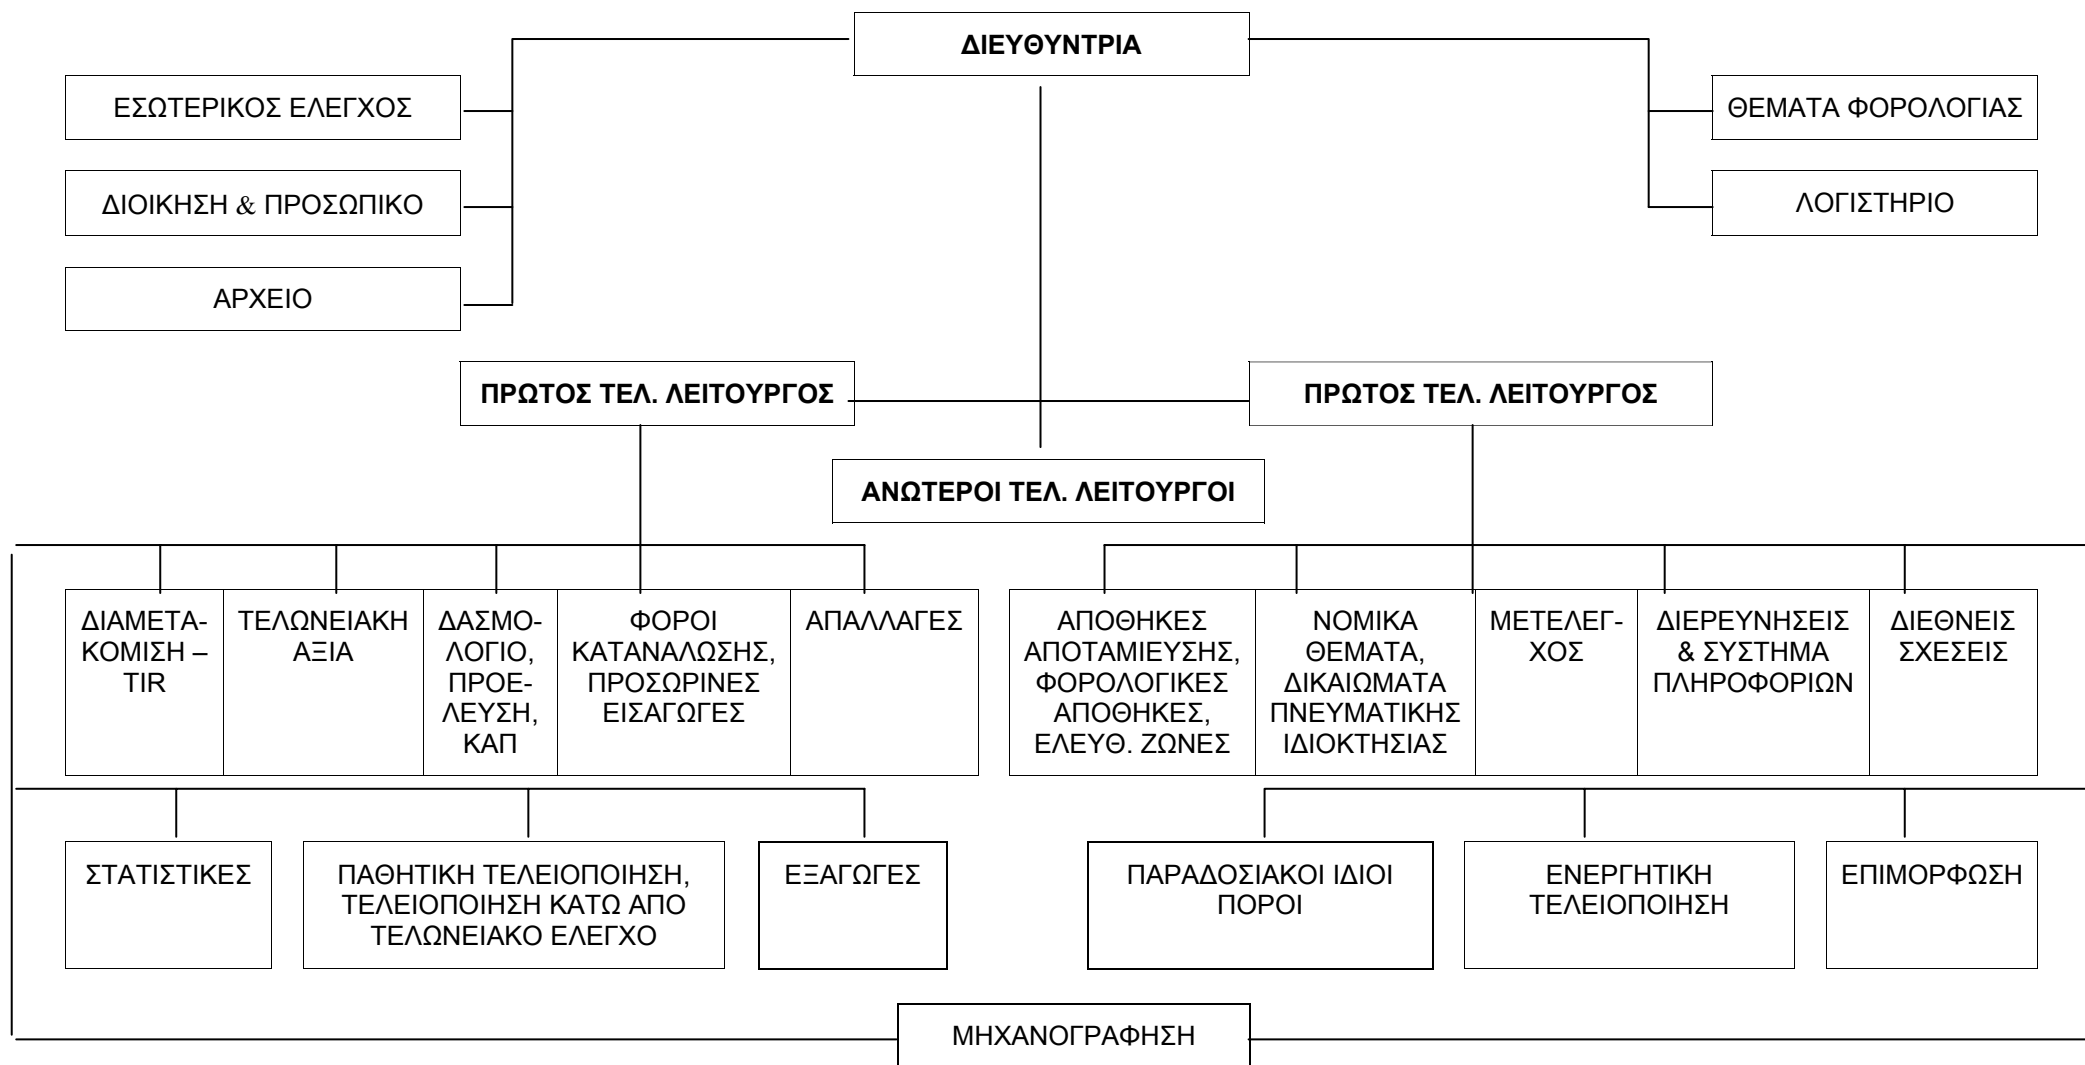 ΔΙΕΥΘΥΝΤΡΙΑ
ΕΣΩΤΕΡΙΚΟΣ ΕΛΕΓΧΟΣ
ΘΕΜΑΤΑ ΦΟΡΟΛΟΓΙΑΣ
ΔΙΟΙΚΗΣΗ & ΠΡΟΣΩΠΙΚΟ
ΛΟΓΙΣΤΗΡΙΟ
ΑΡΧΕΙΟ
ΠΡΩΤΟΣ ΤΕΛ. ΛΕΙΤΟΥΡΓΟΣ
ΠΡΩΤΟΣ ΤΕΛ. ΛΕΙΤΟΥΡΓΟΣ
ΑΝΩΤΕΡΟΙ ΤΕΛ. ΛΕΙΤΟΥΡΓΟΙ
ΔΙΑΜΕΤΑ-
ΚΟΜΙΣΗ –
TIR
ΤΕΛΩΝΕΙΑΚΗ
ΑΞΙΑ
ΔΑΣΜΟ-
ΛΟΓΙΟ,
ΠΡΟΕ-
ΛΕΥΣΗ,
ΚΑΠ
ΦΟΡΟΙ
ΚΑΤΑΝΑΛΩΣΗΣ,
ΠΡΟΣΩΡΙΝΕΣ
ΕΙΣΑΓΩΓΕΣ
ΑΠΑΛΛΑΓΕΣ
ΑΠΟΘΗΚΕΣ
ΑΠΟΤΑΜΙΕΥΣΗΣ,
ΦΟΡΟΛΟΓΙΚΕΣ
ΑΠΟΘΗΚΕΣ,
ΕΛΕΥΘ. ΖΩΝΕΣ
ΝΟΜΙΚΑ
ΘΕΜΑΤΑ,
ΔΙΚΑΙΩΜΑΤΑ
ΠΝΕΥΜΑΤΙΚΗΣ
ΙΔΙΟΚΤΗΣΙΑΣ
ΜΕΤΕΛΕΓ-
ΧΟΣ
ΔΙΕΡΕΥΝΗΣΕΙΣ
& ΣΥΣΤΗΜΑ
ΠΛΗΡΟΦΟΡΙΩΝ
ΔΙΕΘΝΕΙΣ
ΣΧΕΣΕΙΣ
ΣΤΑΤΙΣΤΙΚΕΣ
ΠΑΘΗΤΙΚΗ ΤΕΛΕΙΟΠΟΙΗΣΗ,
ΤΕΛΕΙΟΠΟΙΗΣΗ ΚΑΤΩ ΑΠΟ
ΤΕΛΩΝΕΙΑΚΟ ΕΛΕΓΧΟ
ΕΞΑΓΩΓΕΣ
ΠΑΡΑΔΟΣΙΑΚΟΙ ΙΔΙΟΙ
ΠΟΡΟΙ
ΕΝΕΡΓΗΤΙΚΗ
ΤΕΛΕΙΟΠΟΙΗΣΗ
ΕΠΙΜΟΡΦΩΣΗ
ΜΗΧΑΝΟΓΡΑΦΗΣΗ